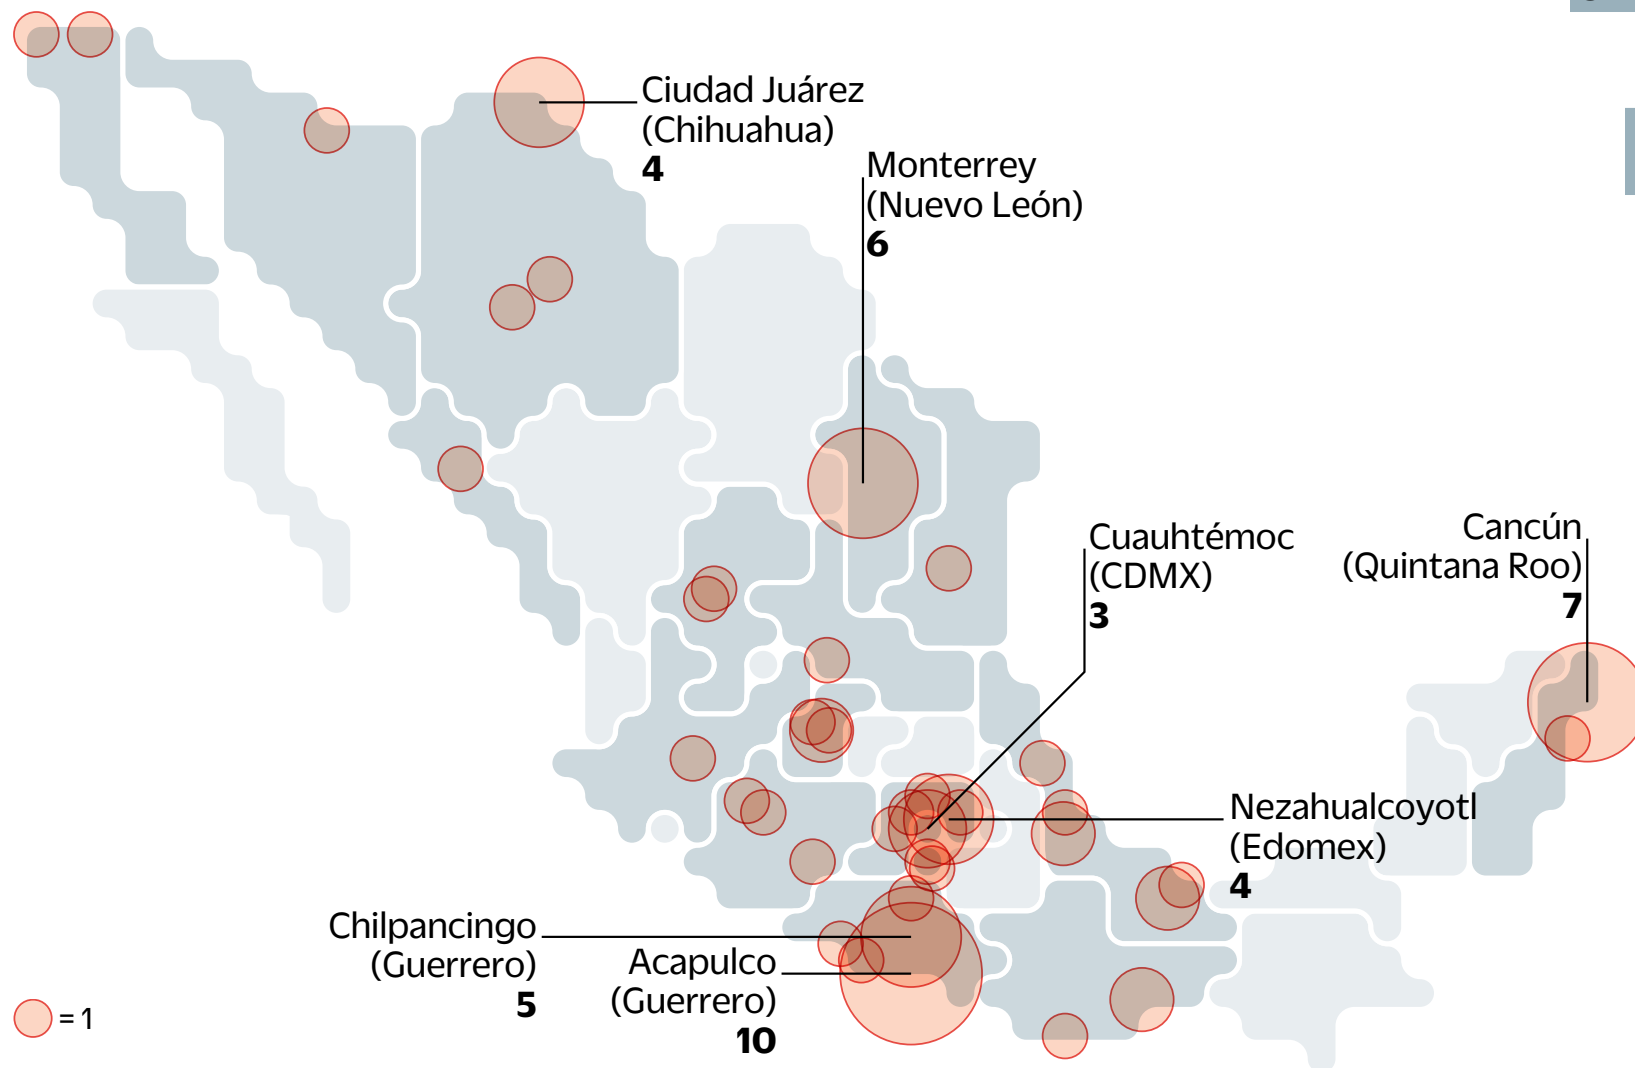 Ciudad Juárez
(Chihuahua)
4
Monterrey
(Nuevo León)
6
Cuauhtémoc
(CDMX)
3
Cancún
(Quintana Roo)
7
Nezahualcoyotl
(Edomex)
4
Chilpancingo
(Guerrero)
5
Acapulco
(Guerrero)
10
= 1